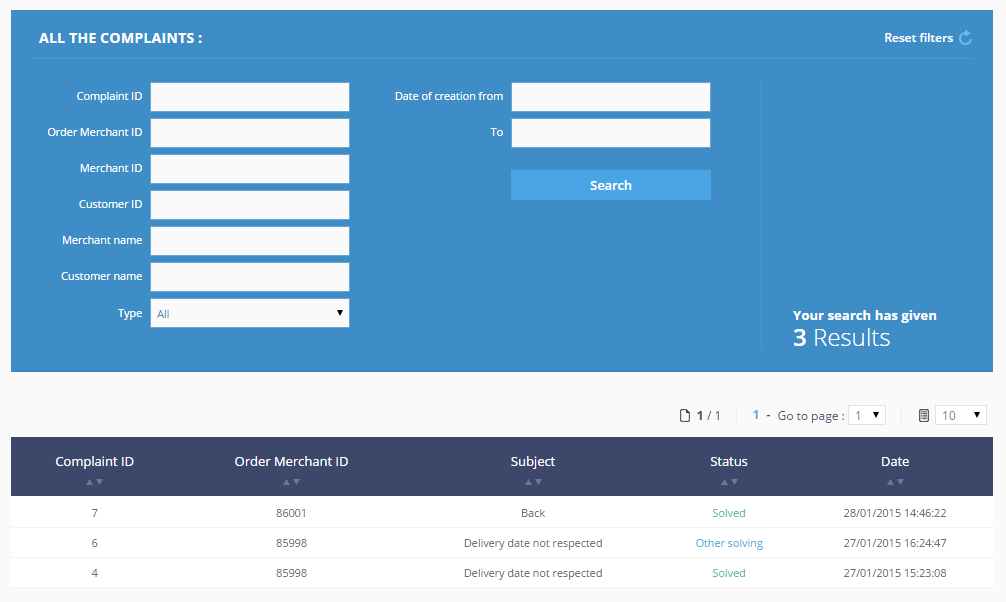 ALL THE COMPLAINTS :
Reset filters
Complaint ID
Date of creation from
Order Merchant ID
To
Merchant ID
Search
Customer ID
Merchant name
Customer name
Type All
Your search has given
3 Results
1 / 1 1 - Go to page : 1 10
Complaint ID Order Merchant ID Subject Status Date
7 86001 Back Solved 28/01/2015 14:46:22
6 85998 Delivery date not respected Other solving 27/01/2015 16:24:47
4 85998 Delivery date not respected Solved 27/01/2015 15:23:08